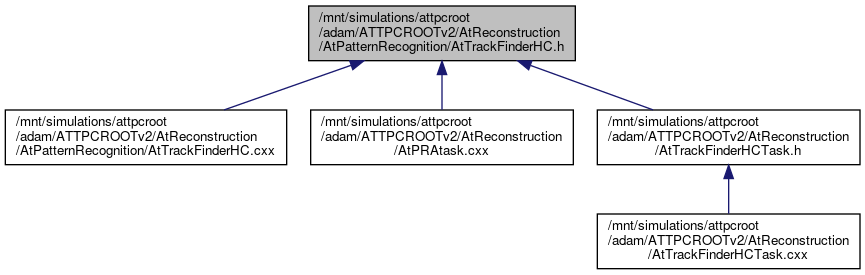 /mnt/simulations/attpcroot
/adam/ATTPCROOTv2/AtReconstruction
/AtPatternRecognition/AtTrackFinderHC.h
/mnt/simulations/attpcroot
/adam/ATTPCROOTv2/AtReconstruction
/AtPatternRecognition/AtTrackFinderHC.cxx
/mnt/simulations/attpcroot
/adam/ATTPCROOTv2/AtReconstruction
/AtPRAtask.cxx
/mnt/simulations/attpcroot
/adam/ATTPCROOTv2/AtReconstruction
/AtTrackFinderHCTask.h
/mnt/simulations/attpcroot
/adam/ATTPCROOTv2/AtReconstruction
/AtTrackFinderHCTask.cxx